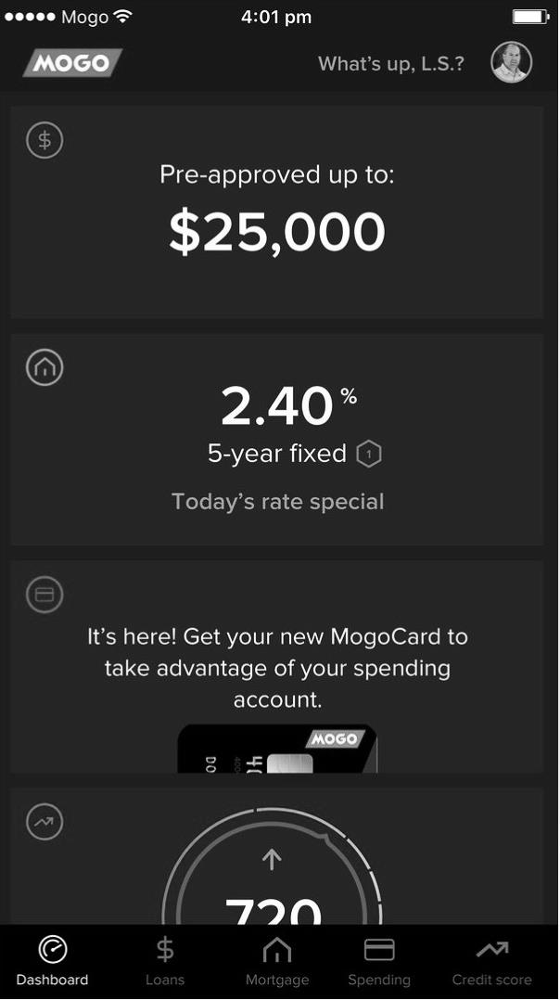 Mogo
4:01 pm
MOGO
What's up, L.S.?
$
Pre-approved up to:
$25,000
2.40%
5-year fixed 1
Today's rate special
It's here! Get your new MogoCard to
take advantage of your spending
account.
MOGO
720
Dashboard
$
Loans
Mortgage
Spending
Credit score